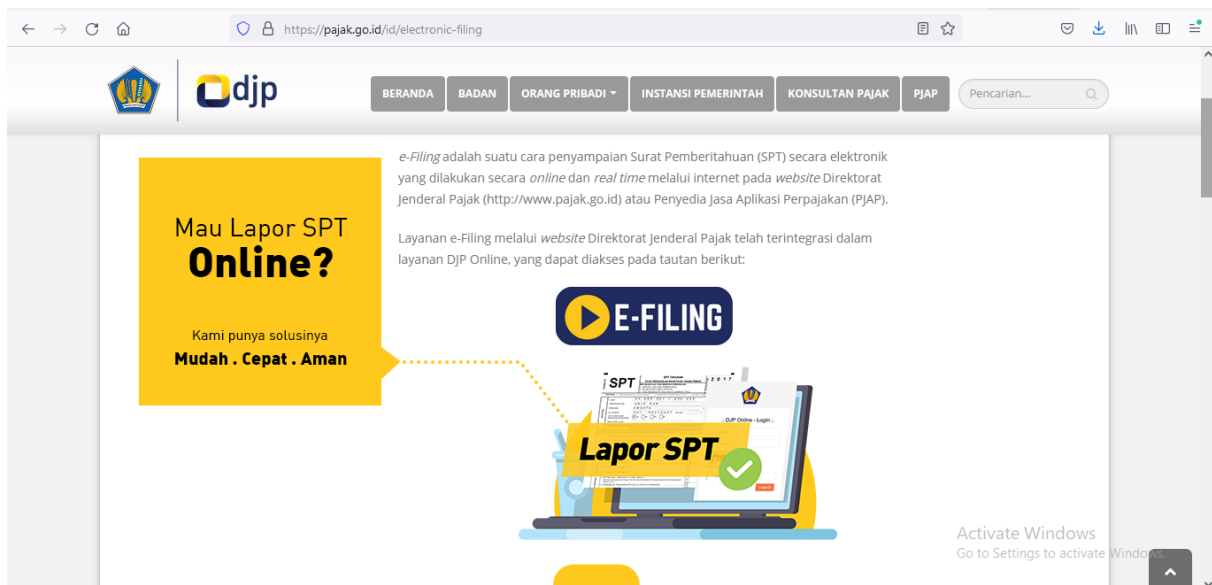 https://pajak.go.id/id/electronic-filing
djp
BERANDA
BADAN
ORANG PRIBADI
INSTANSI PEMERINTAH
KONSULTAN PAJAK
PJAP
Pencarian...
Mau Lapor SPT
Online?
Kami punya solusinya
Mudah . Cepat . Aman
e-Filing adalah suatu cara penyampaian Surat Pemberitahuan (SPT) secara elektronik
yang dilakukan secara online dan real time melalui internet pada website Direktorat
Jenderal Pajak (http://www.pajak.go.id) atau Penyedia Jasa Aplikasi Perpajakan (PJAP).
Layanan e-Filing melalui website Direktorat Jenderal Pajak telah terintegrasi dalam
layanan DJP Online, yang dapat diakses pada tautan berikut:
E-FILING
SPT
2017
DJP Online - Login
Lapor SPT
Activate Windows
Go to Settings to activate Windows.